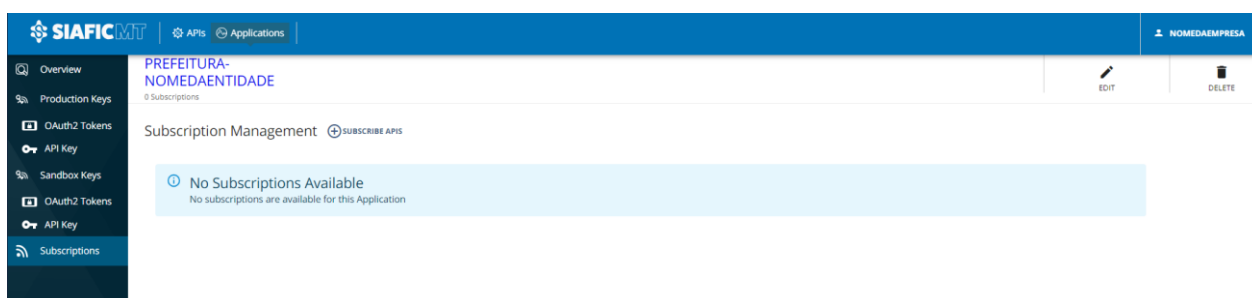 SIAFICMT
APIs
Applications
NOMEDAEMPRESA
Overview
Production Keys
OAuth2 Tokens
API Key
Sandbox Keys
OAuth2 Tokens
API Key
Subscriptions
PREFEITURA-
NOMEDAENTIDADE
0 Subscriptions
EDIT
DELETE
Subscription Management
SUBSCRIBE APIS
No Subscriptions Available
No subscriptions are available for this Application